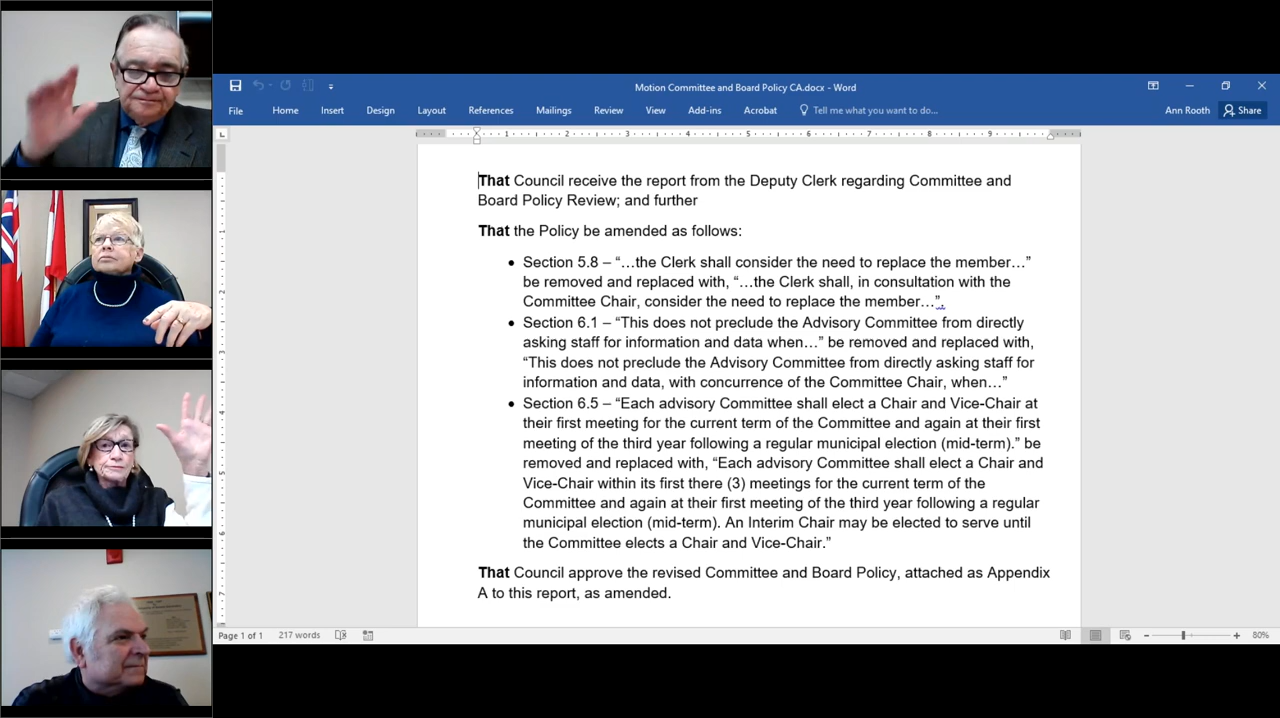 Motion Committee and Board Policy CA.docx - Word
File Home Insert Design Layout References Mailings Review View Add-ins Acrobat Tell me what you want to do... Ann Rooth Share
1 2 3 4 5 6 7 8 9
That Council receive the report from the Deputy Clerk regarding Committee and
Board Policy Review; and further
That the Policy be amended as follows:
• Section 5.8 – “…the Clerk shall consider the need to replace the member…”
be removed and replaced with, “…the Clerk shall, in consultation with the
Committee Chair, consider the need to replace the member…”.
• Section 6.1 – “This does not preclude the Advisory Committee from directly
asking staff for information and data when…” be removed and replaced with,
“This does not preclude the Advisory Committee from directly asking staff for
information and data, with concurrence of the Committee Chair, when…”
• Section 6.5 – “Each advisory Committee shall elect a Chair and Vice-Chair at
their first meeting for the current term of the Committee and again at their first
meeting of the third year following a regular municipal election (mid-term).” be
removed and replaced with, “Each advisory Committee shall elect a Chair and
Vice-Chair within its first there (3) meetings for the current term of the
Committee and again at their first meeting of the third year following a regular
municipal election (mid-term). An Interim Chair may be elected to serve until
the Committee elects a Chair and Vice-Chair.”
That Council approve the revised Committee and Board Policy, attached as Appendix
A to this report, as amended.
Page 1 of 1 217 words 80%